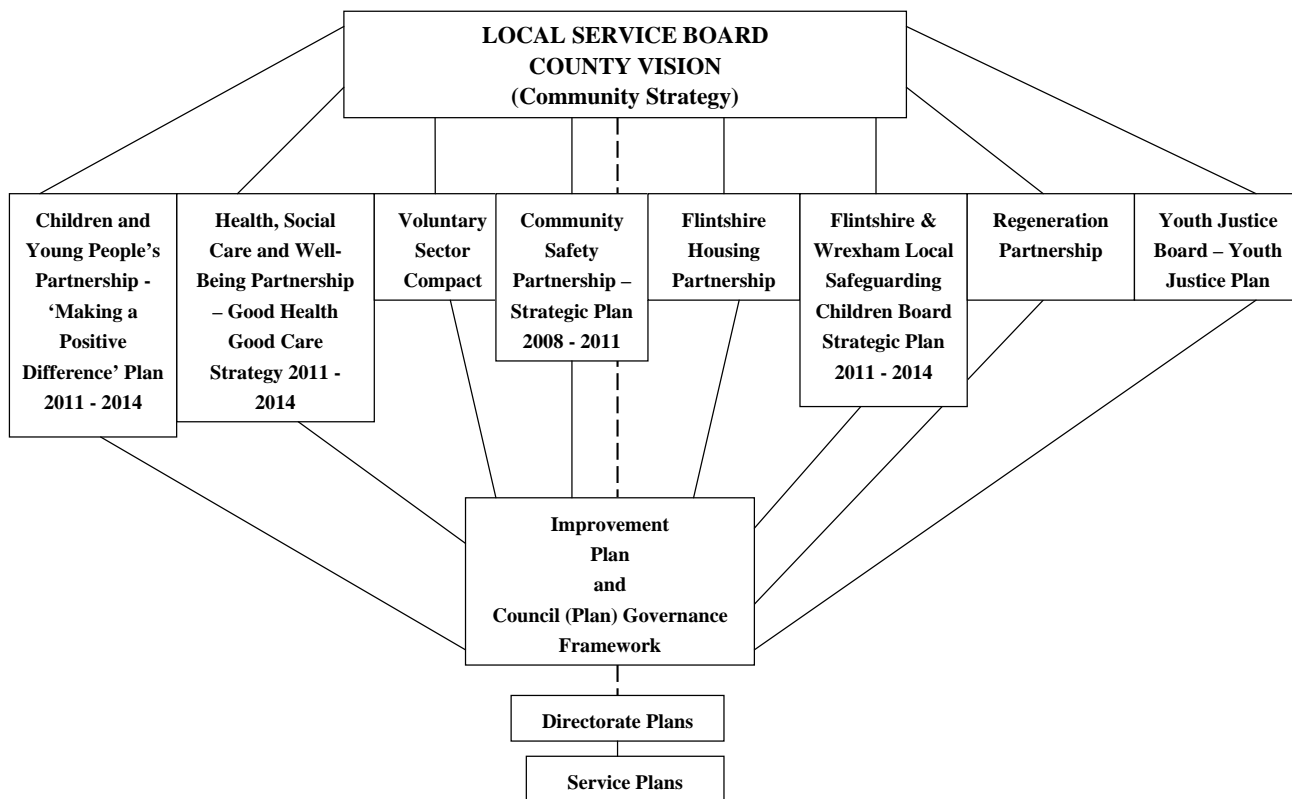 LOCAL SERVICE BOARD
COUNTY VISION
(Community Strategy)
Children and
Young People’s
Partnership -
‘Making a
Positive
Difference’ Plan
2011 - 2014
Health, Social
Care and Well-
Being Partnership
– Good Health
Good Care
Strategy 2011 -
2014
Voluntary
Sector
Compact
Community
Safety
Partnership –
Strategic Plan
2008 - 2011
Flintshire
Housing
Partnership
Flintshire &
Wrexham Local
Safeguarding
Children Board
Strategic Plan
2011 - 2014
Regeneration
Partnership
Youth Justice
Board – Youth
Justice Plan
Improvement
Plan
and
Council (Plan) Governance
Framework
Directorate Plans
Service Plans